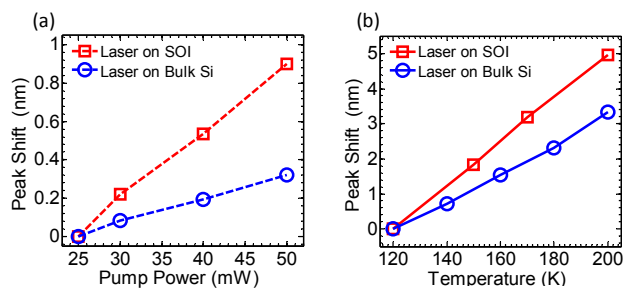 (a)
Laser on SOI
Laser on Bulk Si
Peak Shift (nm)
1
0.8
0.6
0.4
0.2
0
25 30 35 40 45 50
Pump Power (mW)
(b)
Laser on SOI
Laser on Bulk Si
Peak Shift (nm)
5
4
3
2
1
0
120 140 160 180 200
Temperature (K)